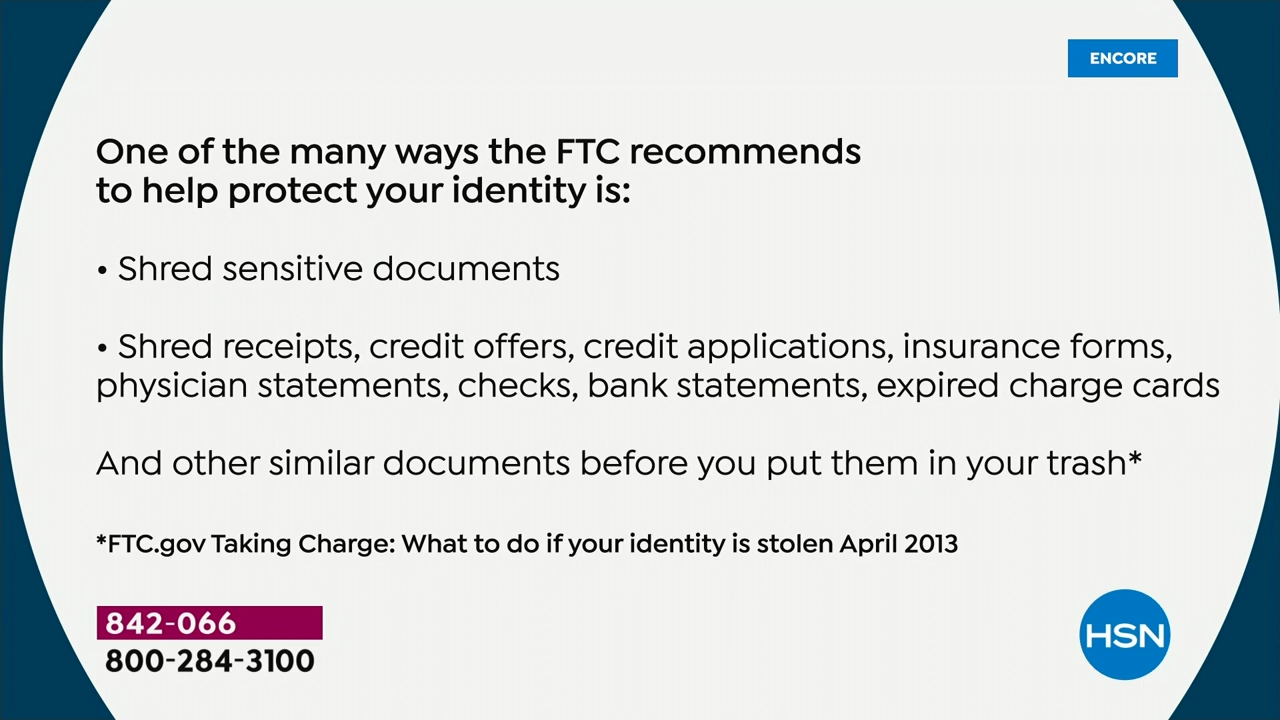 ENCORE
One of the many ways the FTC recommends
to help protect your identity is:
• Shred sensitive documents
• Shred receipts, credit offers, credit applications, insurance forms,
physician statements, checks, bank statements, expired charge cards
And other similar documents before you put them in your trash*
*FTC.gov Taking Charge: What to do if your identity is stolen April 2013
842-066
800-284-3100
HSN